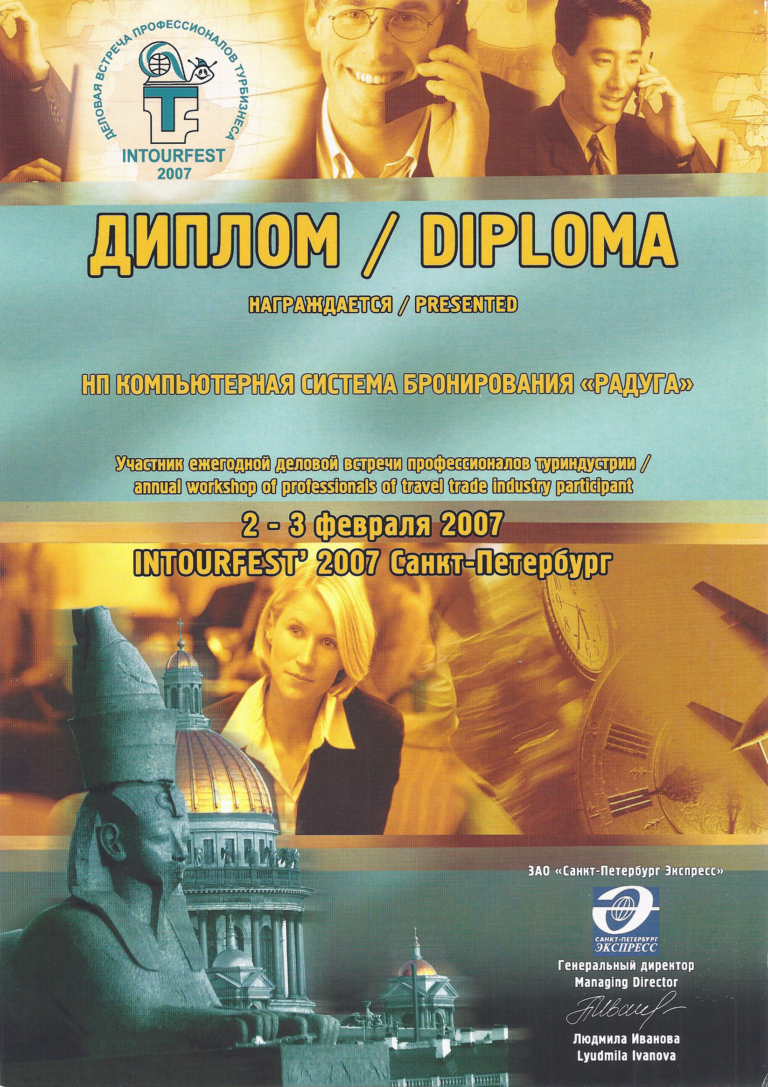 ДЕЛОВАЯ ВСТРЕЧА ПРОФЕССИОНАЛОВ ТУРБИЗНЕСА
INTOURFEST
2007
ДИПЛОМ / DIPLOMA
НАГРАЖДАЕТСЯ / PRESENTED
НП КОМПЬЮТЕРНАЯ СИСТЕМА БРОНИРОВАНИЯ «РАДУГА»
Участник ежегодной деловой встречи профессионалов туриндустрии /
annual workshop of professionals of travel trade industry participant
2 - 3 февраля 2007
INTOURFEST’ 2007 Санкт-Петербург
ЗАО «Санкт-Петербург Экспресс»
САНКТ-ПЕТЕРБУРГ
ЭКСПРЕСС
Генеральный директор
Managing Director
Людмила Иванова
Lyudmila Ivanova